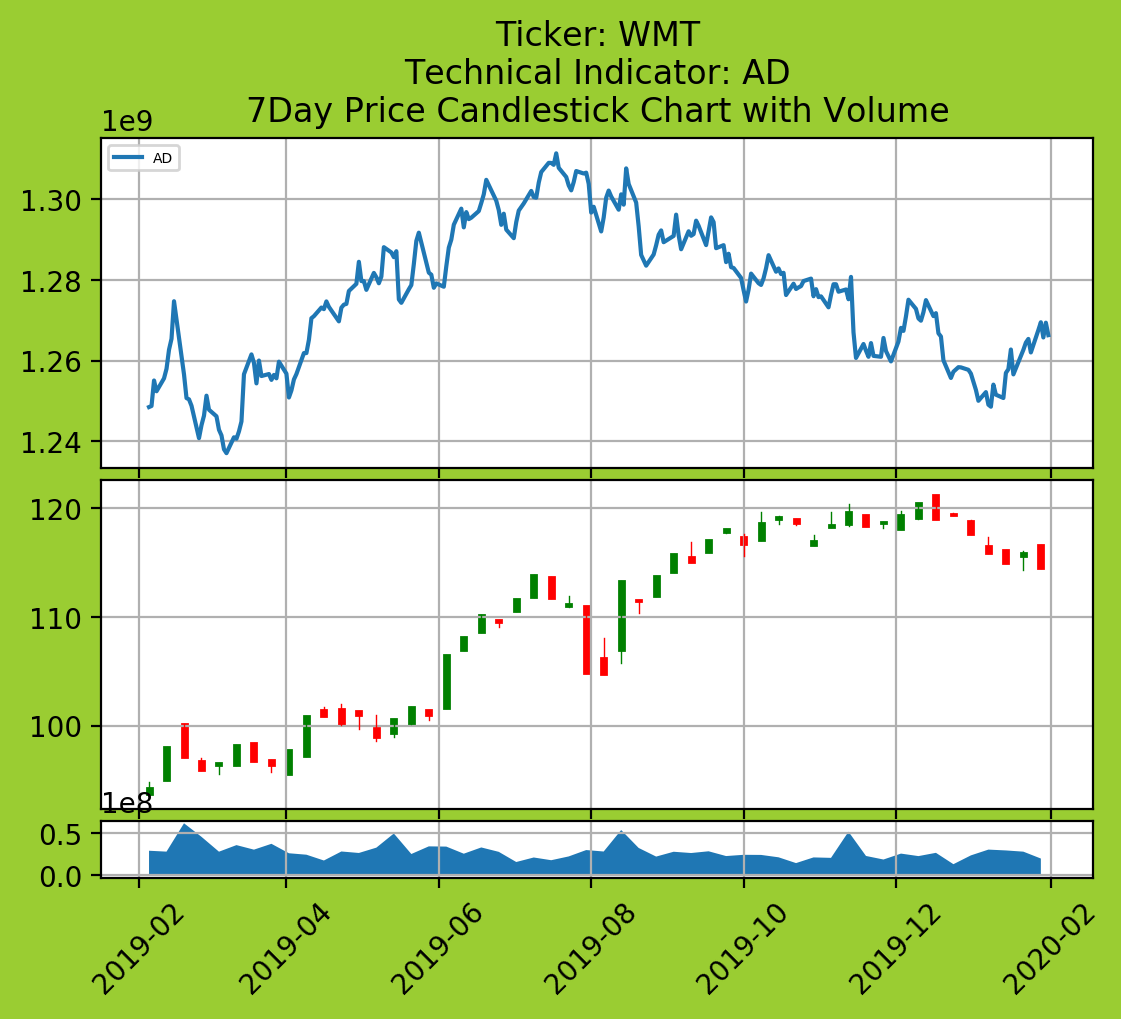 Ticker: WMT
Technical Indicator: AD
7Day Price Candlestick Chart with Volume
1e9
AD
1.30
1.28
1.26
1.24
120
110
100
1e8
0.5
0.0
2019-02
2019-04
2019-06
2019-08
2019-10
2019-12
2020-02